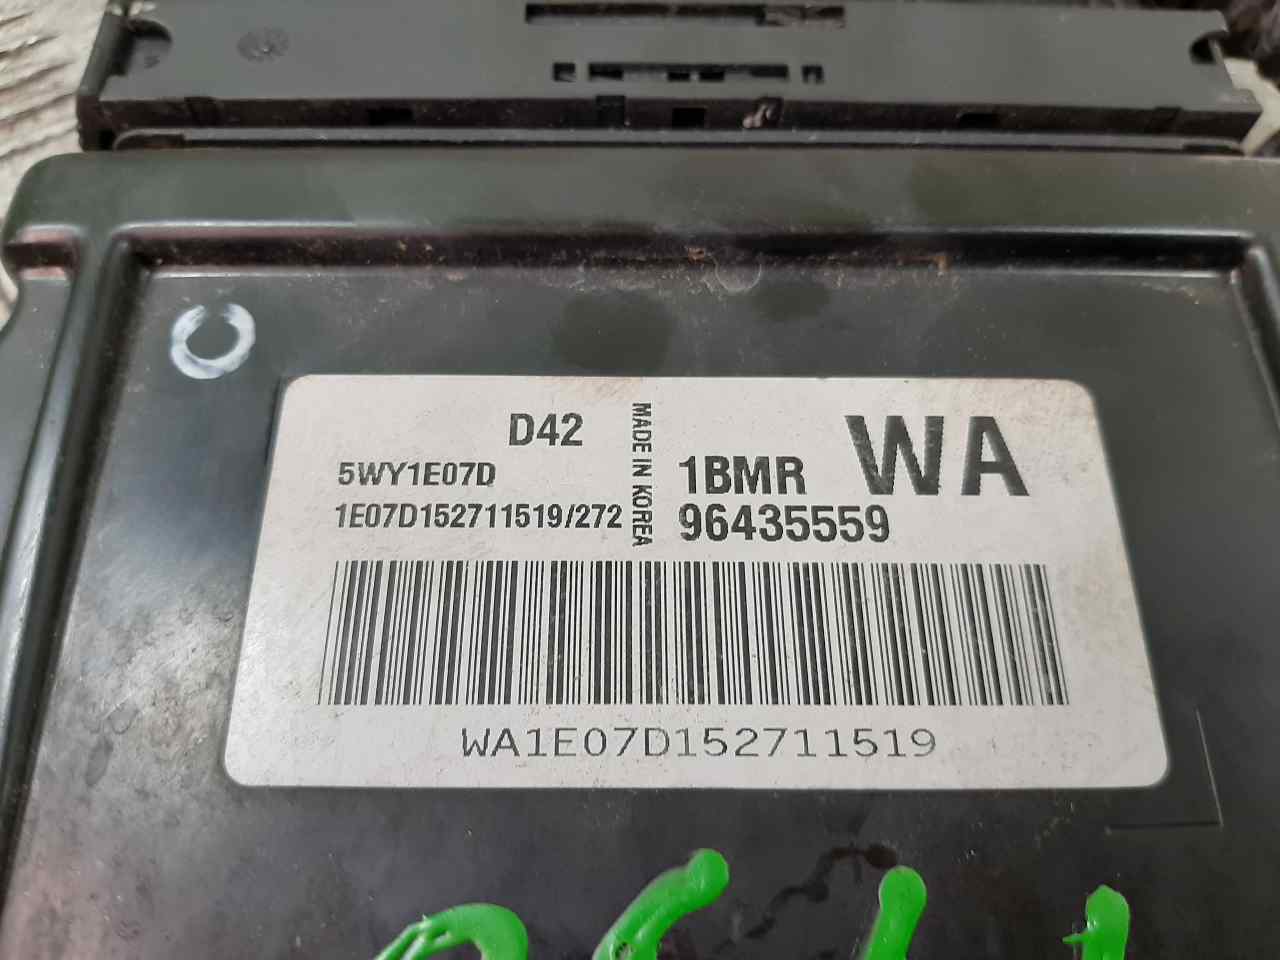 D42
5WY1E07D
1E07D152711519/272
MADE IN KOREA
WA
1BMR
96435559
WA1E07D152711519